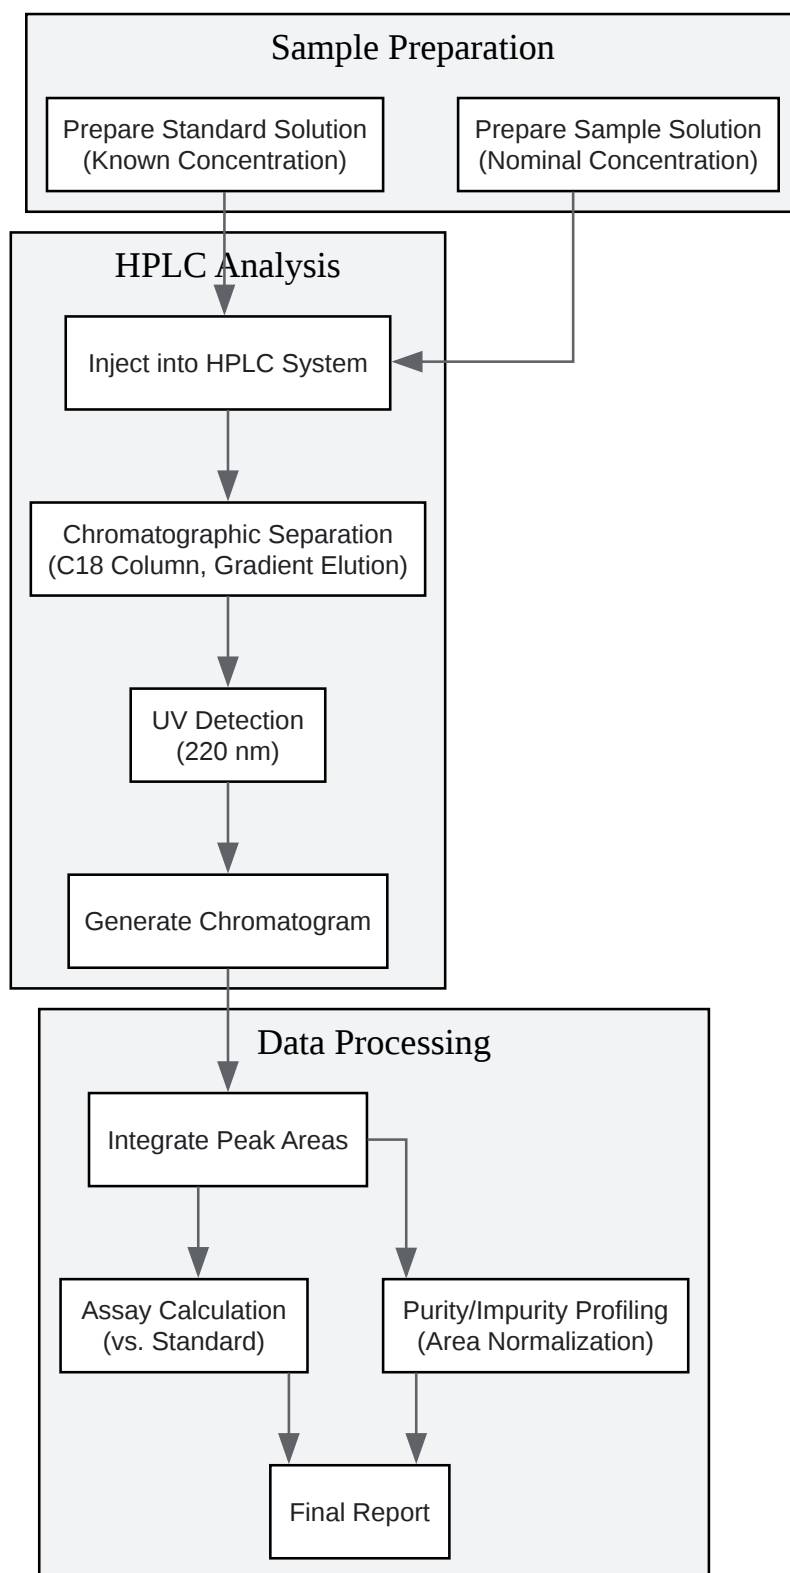 Sample Preparation
Prepare Standard Solution
(Known Concentration)
Prepare Sample Solution
(Nominal Concentration)
HPLC Analysis
Inject into HPLC System
Chromatographic Separation
(C18 Column, Gradient Elution)
UV Detection
(220 nm)
Generate Chromatogram
Data Processing
Integrate Peak Areas
Assay Calculation
(vs. Standard)
Purity/Impurity Profiling
(Area Normalization)
Final Report